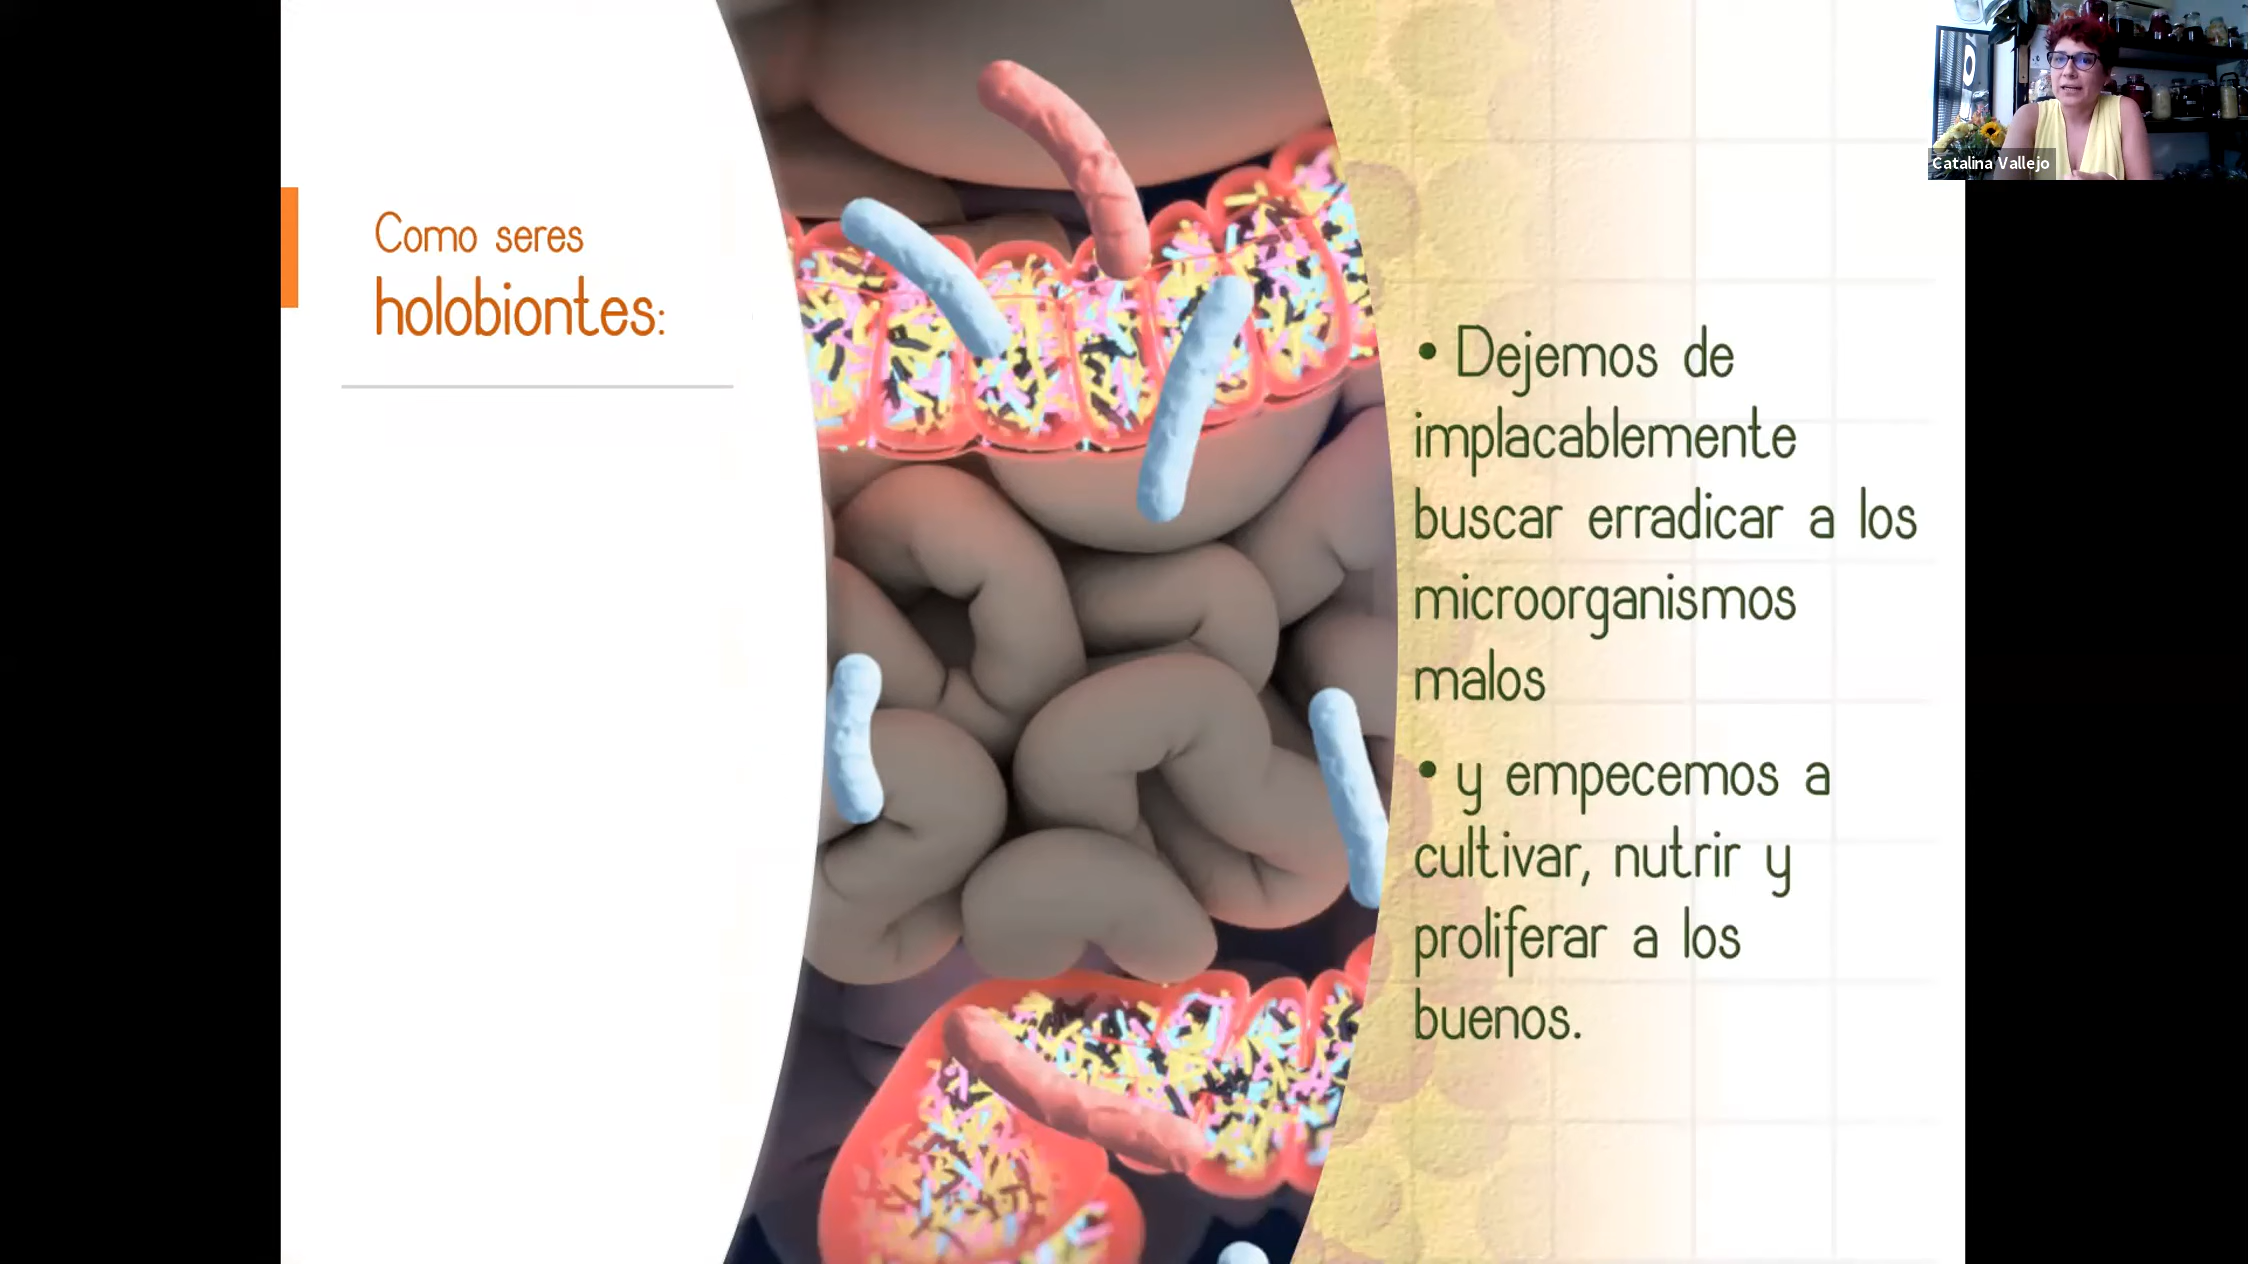 Como seres
holobiontes:
• Dejemos de
implacablemente
buscar erradicar a los
microorganismos
malos
• y empecemos a
cultivar, nutrir y
proliferar a los
buenos.
Catalina Vallejo